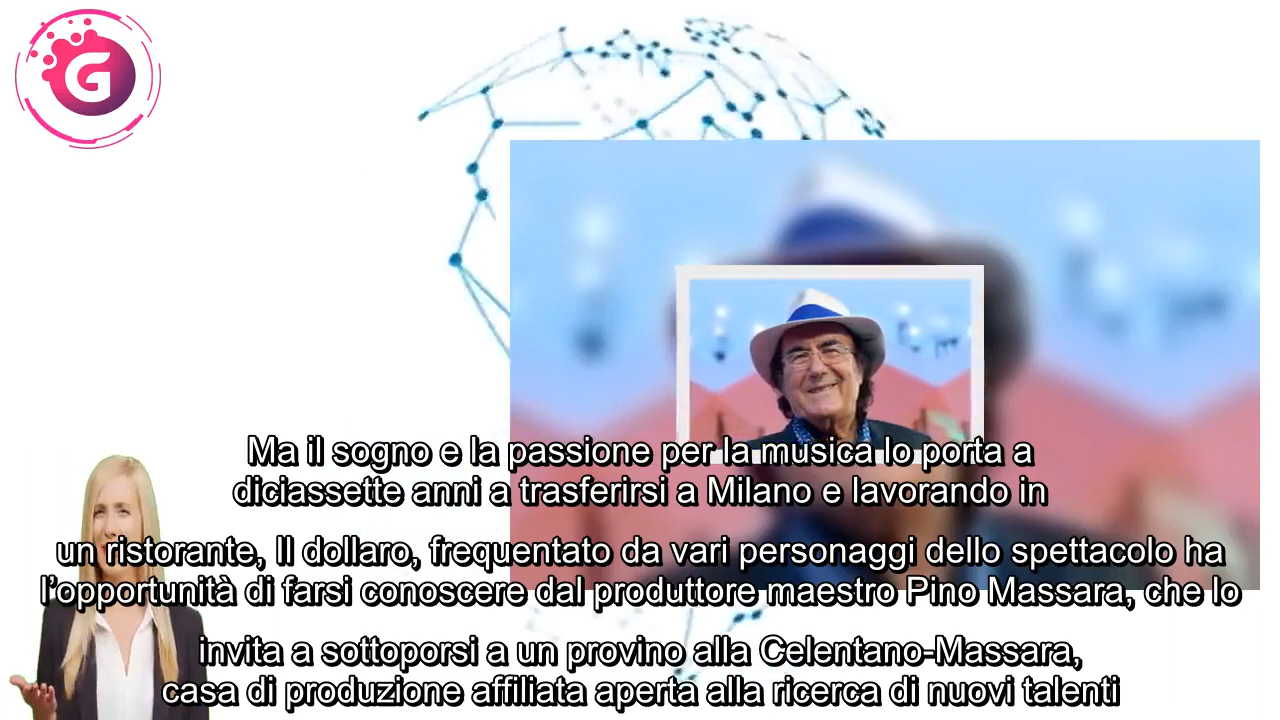 G
Ma il sogno e la passione per la musica lo porta a
diciassette anni a trasferirsi a Milano e lavorando in
un ristorante, Il dollaro, frequentato da vari personaggi dello spettacolo ha
l'opportunità di farsi conoscere dal produttore maestro Pino Massara, che lo
invita a sottoporsi a un provino alla Celentano-Massara,
casa di produzione affiliata aperta alla ricerca di nuovi talenti